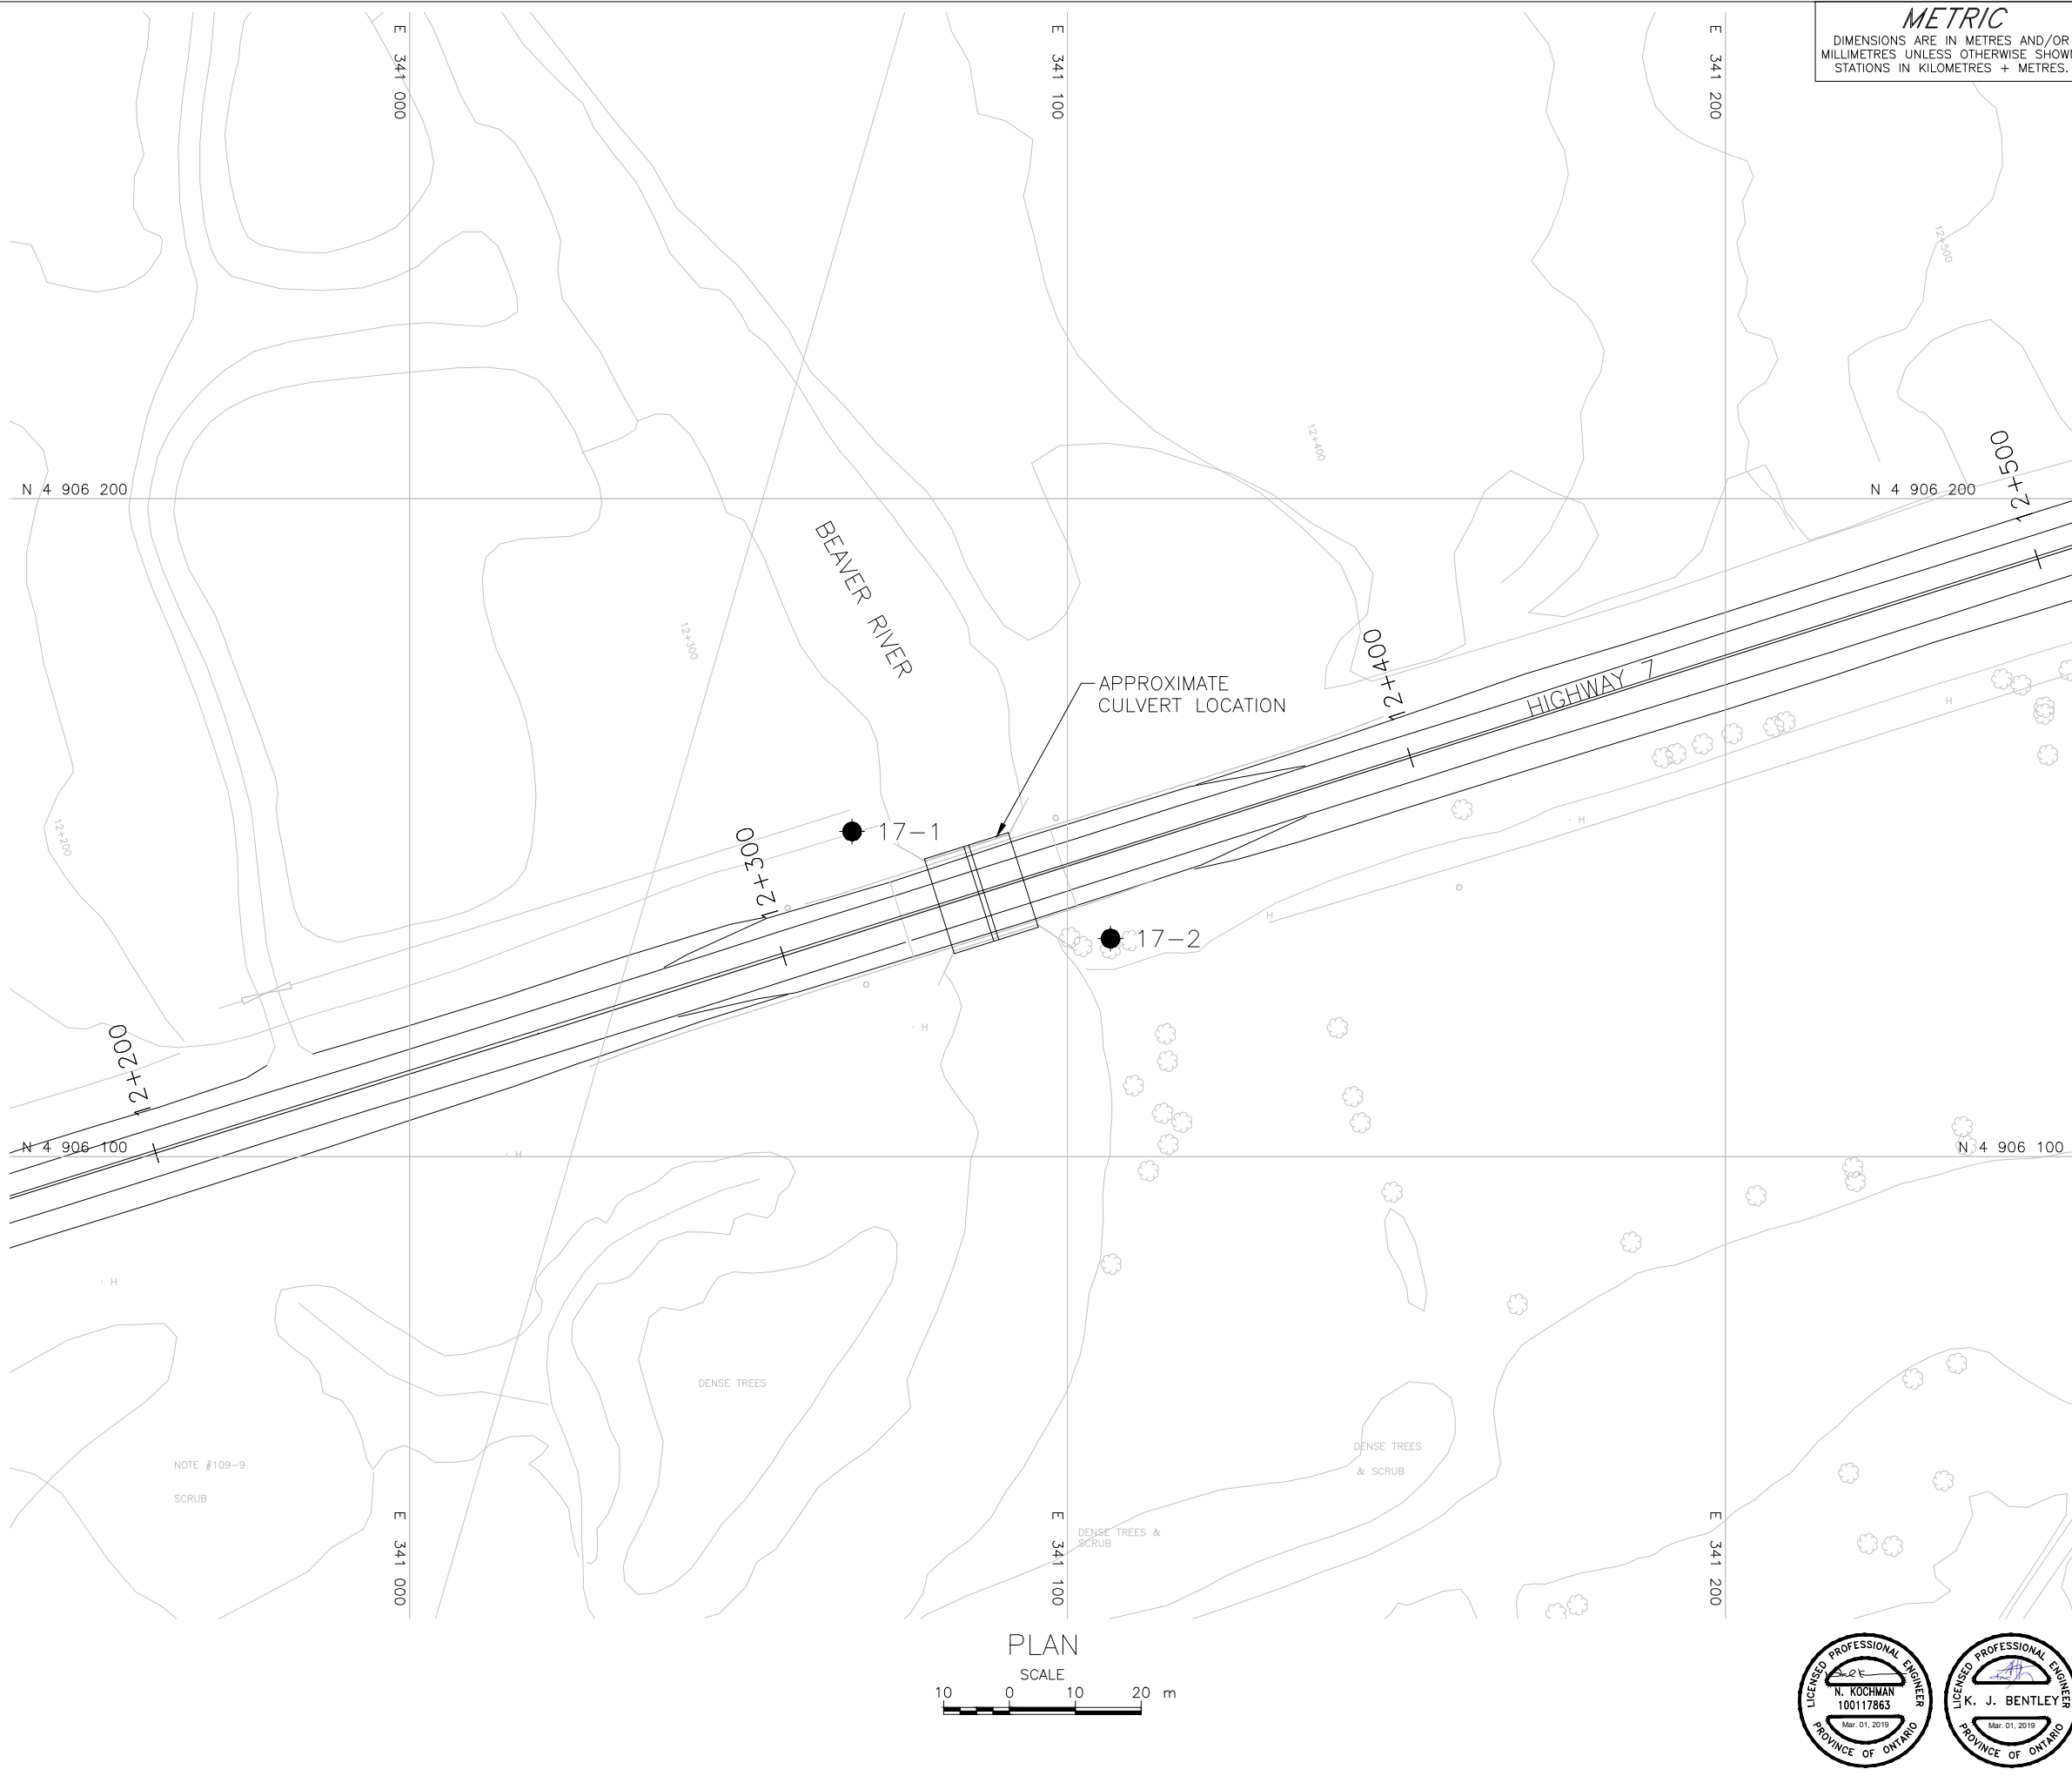 METRIC
DIMENSIONS ARE IN METRES AND/OR
MILLIMETRES UNLESS OTHERWISE SHOWN
STATIONS IN KILOMETRES + METRES.
E 341 000
E 341 100
E 341 200
12+500
12+400
N 4 906 200
N 4 906 200
12+500
BEAVER RIVER
12+300
12+400
APPROXIMATE
CULVERT LOCATION
HIGHWAY 7
H
12+200
17-1
H
12+300
H
17-2
H
12+200
N 4 906 100
N 4 906 100
H
H
DENSE TREES
NOTE #109-9
SCRUB
DENSE TREES
& SCRUB
DENSE TREES &
SCRUB
E 341 000
E 341 100
E 341 200
PLAN
SCALE
10 0 10 20 m
LICENSED PROFESSIONAL ENGINEER
N. KOCHMAN
100117863
Mar. 01, 2019
PROVINCE OF ONTARIO
LICENSED PROFESSIONAL ENGINEER
K. J. BENTLEY
Mar. 01, 2019
PROVINCE OF ONTARIO